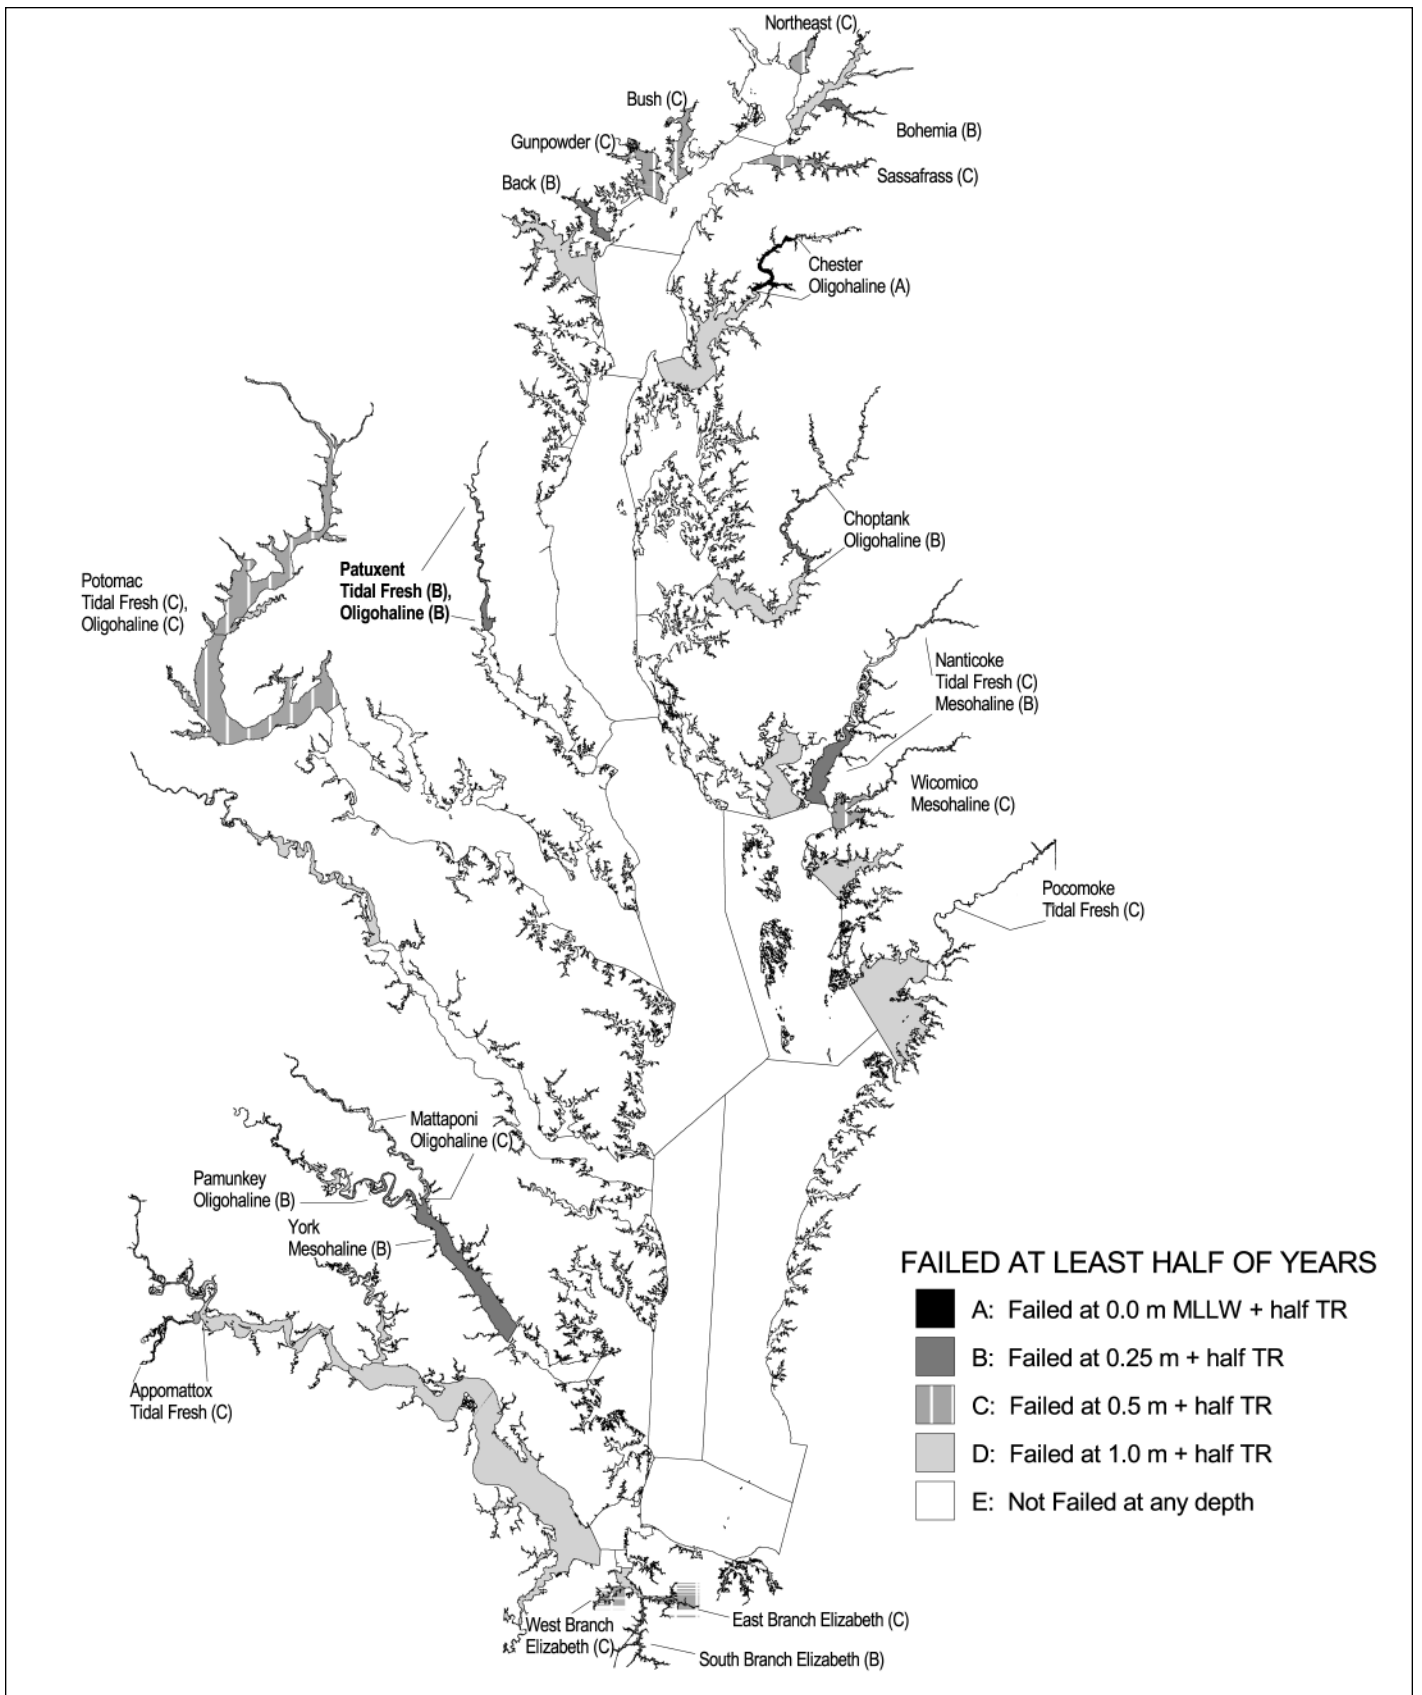 Northeast (C)
Bush (C)
Gunpowder (C)
Bohemia (B)
Sassafrass (C)
Back (B)
Chester
Oligohaline (A)
Choptank
Oligohaline (B)
Patuxent
Tidal Fresh (B),
Oligohaline (B)
Potomac
Tidal Fresh (C),
Oligohaline (C)
Nanticoke
Tidal Fresh (C)
Mesohaline (B)
Wicomico
Mesohaline (C)
Pocomoke
Tidal Fresh (C)
Mattaponi
Oligohaline (C)
Pamunkey
Oligohaline (B)
York
Mesohaline (B)
Appomattox
Tidal Fresh (C)
FAILED AT LEAST HALF OF YEARS
A: Failed at 0.0 m MLLW + half TR
B: Failed at 0.25 m + half TR
C: Failed at 0.5 m + half TR
D: Failed at 1.0 m + half TR
E: Not Failed at any depth
West Branch
Elizabeth (C)
East Branch Elizabeth (C)
South Branch Elizabeth (B)